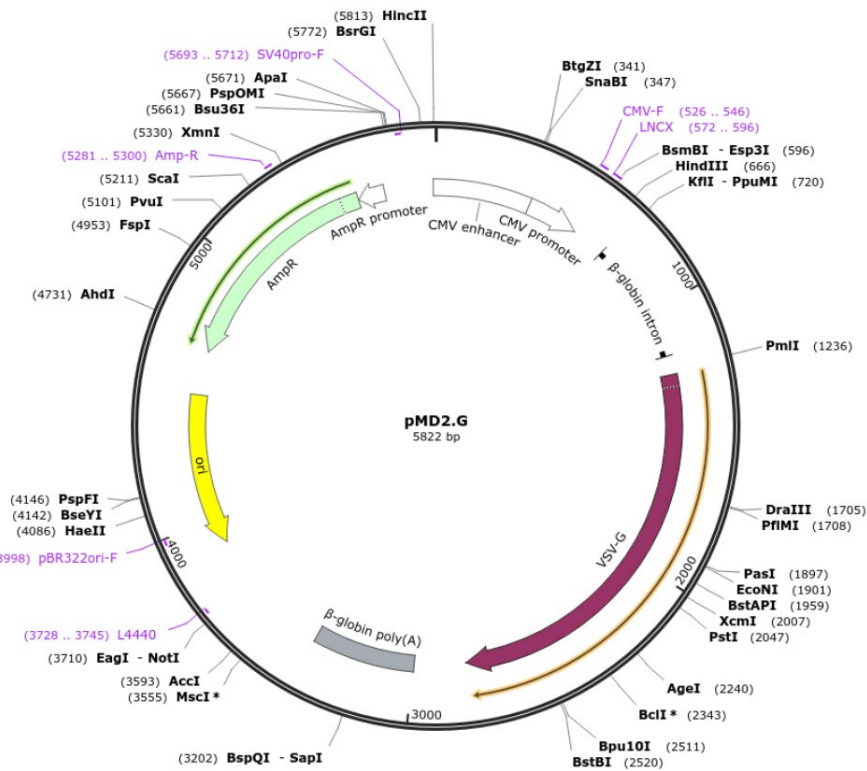 (5813) HincII
(5772) BsrGI
(5693 .. 5712) SV40pro-F
(5671) ApaI
(5667) PspOMI
(5661) Bsu36I
(5330) XmnI
(5281 .. 5300) Amp-R
(5211) ScaI
(5101) PvuI
(4953) FspI
(4731) AhdI
(4146) PspFI
(4142) BseYI
(4086) HaeII
3998) pBR322ori-F
(3728 .. 3745) L4440
(3710) EagI - NotI
(3593) AccI
(3555) MscI *
(3202) BspQI - SapI
BtgZI (341)
SnaBI (347)
CMV-F (526 .. 546)
LNCX (572 .. 596)
BsmBI - Esp3I (596)
HindIII (666)
KflI - PpuMI (720)
PmlI (1236)
DraIII (1705)
PflMI (1708)
PasI (1897)
EcoNI (1901)
BstAPI (1959)
XcmI (2007)
PstI (2047)
AgeI (2240)
BclI * (2343)
Bpu10I (2511)
BstBI (2520)
1000
2000
3000
4000
5000
AmpR promoter
AmpR
CMV enhancer
CMV promoter
β-globin intron
VSV-G
β-globin poly(A)
ori
pMD2.G
5822 bp